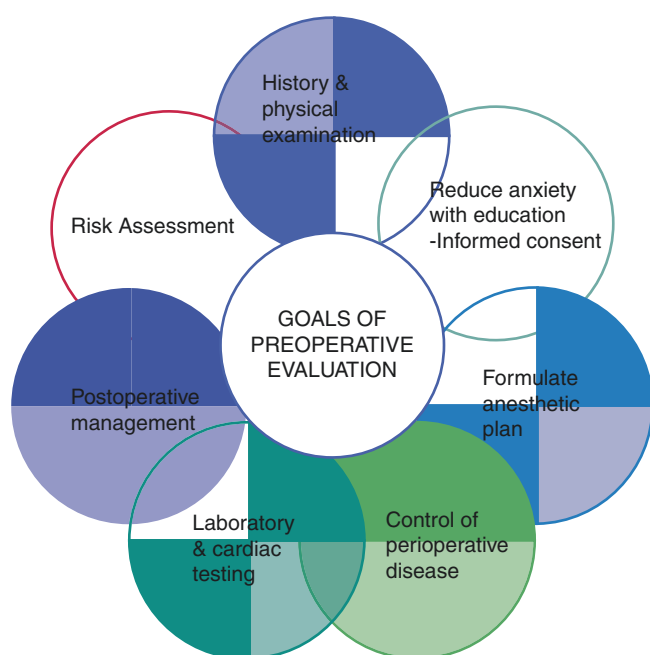 History &
physical
examination
Reduce anxiety
with education
-Informed consent
Risk Assessment
GOALS OF
PREOPERATIVE
EVALUATION
Formulate
anesthetic
plan
Postoperative
management
Laboratory
& cardiac
testing
Control of
perioperative
disease